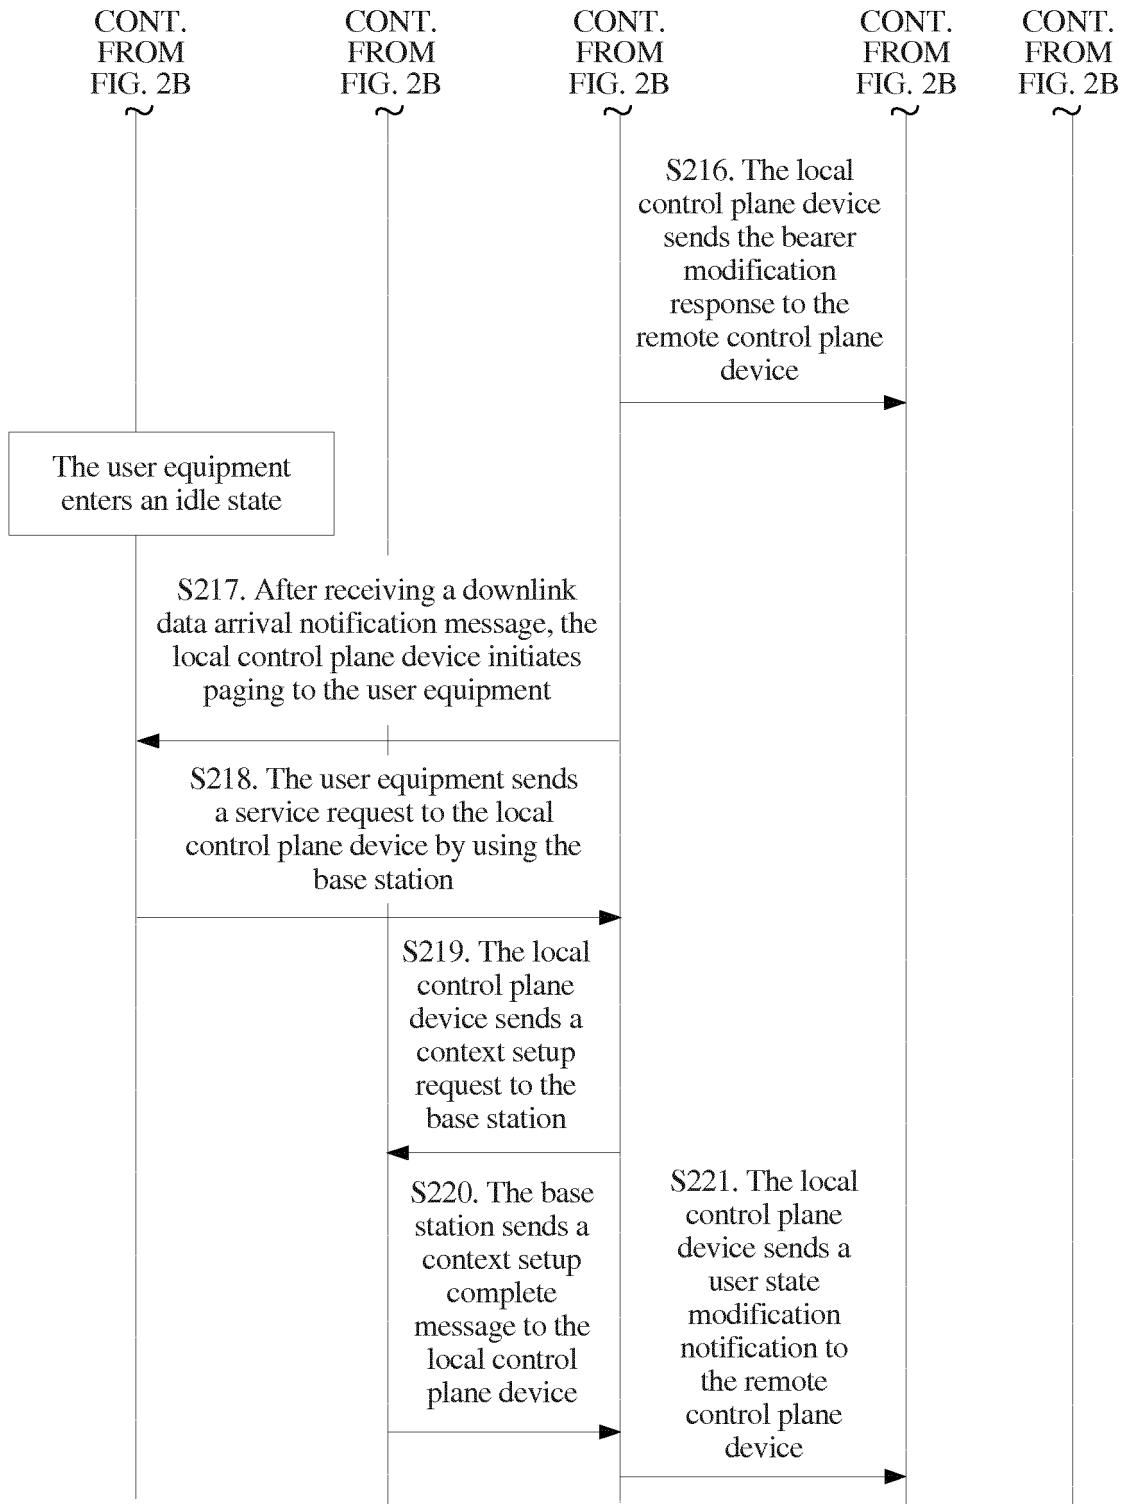 CONT.
FROM
FIG. 2B
CONT.
FROM
FIG. 2B
CONT.
FROM
FIG. 2B
CONT.
FROM
FIG. 2B
CONT.
FROM
FIG. 2B
S216. The local
control plane device
sends the bearer
modification
response to the
remote control plane
device
The user equipment
enters an idle state
S217. After receiving a downlink
data arrival notification message, the
local control plane device initiates
paging to the user equipment
S218. The user equipment sends
a service request to the local
control plane device by using the
base station
S219. The local
control plane
device sends a
context setup
request to the
base station
S220. The base
station sends a
context setup
complete
message to the
local control
plane device
S221. The local
control plane
device sends a
user state
modification
notification to
the remote
control plane
device